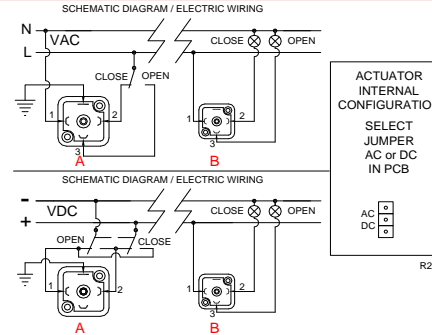 SCHEMATIC DIAGRAM / ELECTRIC WIRING
N
VAC
L
CLOSE
OPEN
CLOSE
OPEN
1
2
3
A
1
2
3
B
SCHEMATIC DIAGRAM / ELECTRIC WIRING
-
VDC
+
OPEN
CLOSE
CLOSE
OPEN
1
2
3
A
1
2
3
B
ACTUATOR
INTERNAL
CONFIGURATIO
SELECT
JUMPER
AC or DC
IN PCB
AC
DC
R2